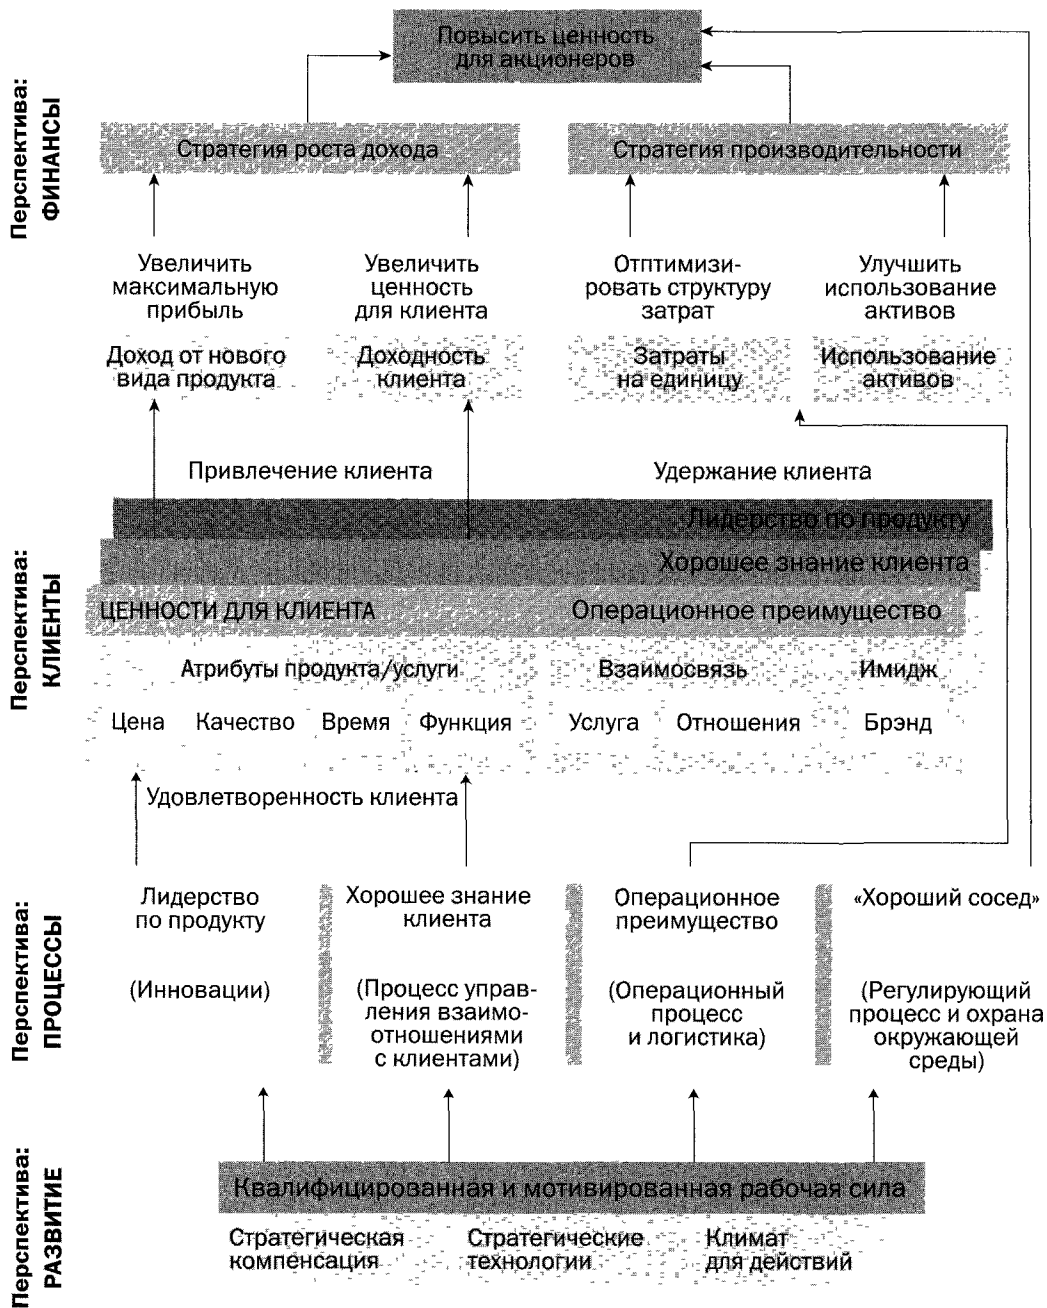 Повысить ценность
для акционеров
Перспектива:
ФИНАНСЫ
Стратегия роста дохода
Стратегия производительности
Увеличить
максимальную
прибыль
Увеличить
ценность
для клиента
Отптимизи-
ровать структуру
затрат
Улучшить
использование
активов
Доход от нового
вида продукта
Доходность
клиента
Затраты
на единицу
Использование
активов
Привлечение клиента
Удержание клиента
Перспектива:
КЛИЕНТЫ
Лидерство по продукту
Хорошее знание клиента
ЦЕННОСТИ ДЛЯ КЛИЕНТА
Операционное преимущество
Атрибуты продукта/услуги
Взаимосвязь
Имидж
Цена
Качество
Время
Функция
Услуга
Отношения
Брэнд
Удовлетворенность клиента
Перспектива:
ПРОЦЕССЫ
Лидерство
по продукту
(Инновации)
Хорошее знание
клиента
(Процесс управ-
ления взаимо-
отношениями
с клиентами)
Операционное
преимущество
(Операционный
процесс
и логистика)
«Хороший сосед»
(Регулирующий
процесс и охрана
окружающей
среды)
Перспектива:
РАЗВИТИЕ
Квалифицированная и мотивированная рабочая сила
Стратегическая
компенсация
Стратегические
технологии
Климат
для действий